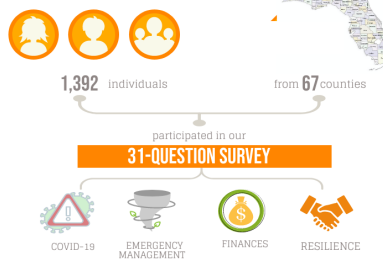 1,392 individuals from 67 counties
participated in our
31-QUESTION SURVEY
COVID-19
EMERGENCY
MANAGEMENT
FINANCES
RESILIENCE